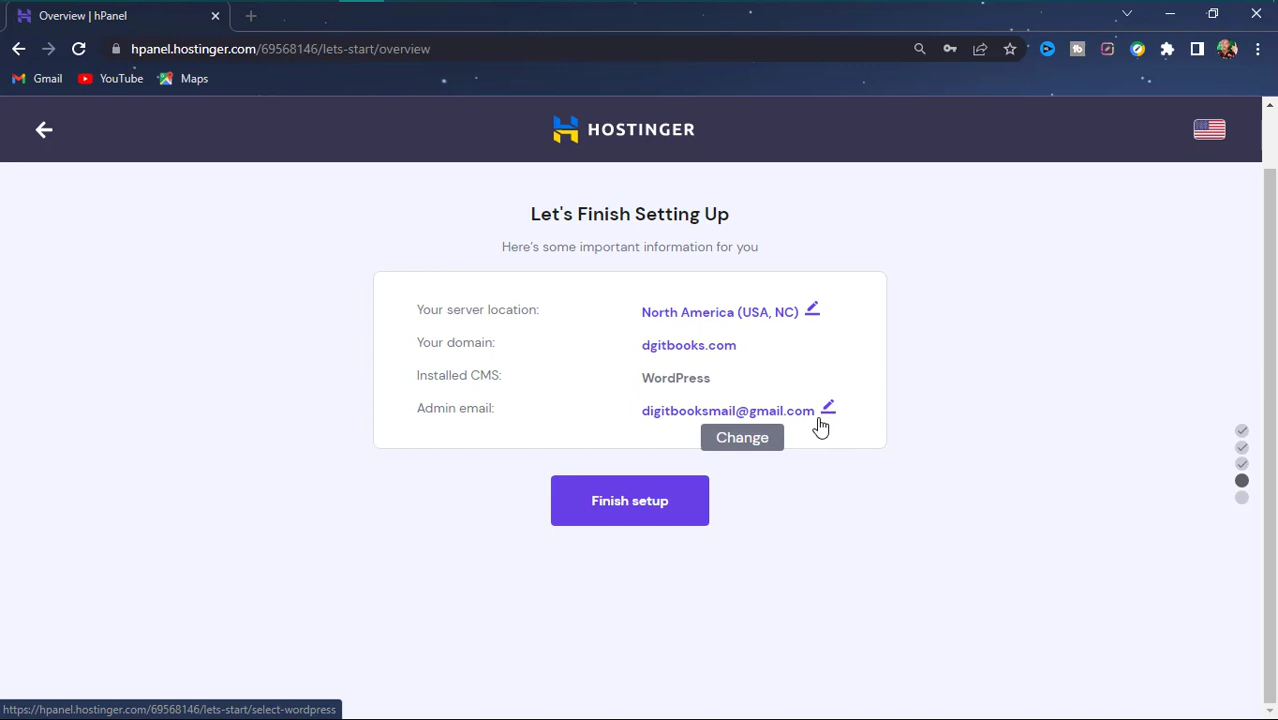 Overview | hPanel
hpanel.hostinger.com/69568146/lets-start/overview
Gmail YouTube Maps
HOSTINGER
Let's Finish Setting Up
Here's some important information for you
Your server location: North America (USA, NC)
Your domain: dgitbooks.com
Installed CMS: WordPress
Admin email: digitbooksmail@gmail.com
Change
Finish setup
https://hpanel.hostinger.com/69568146/lets-start/select-wordpress